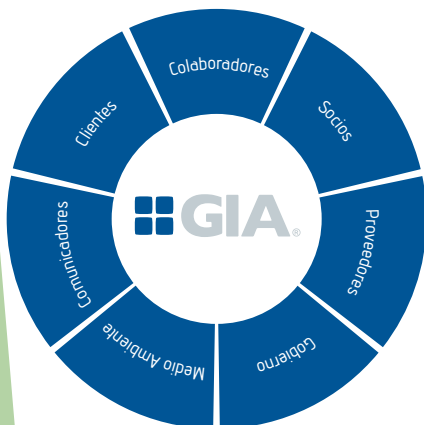 Colaboradores
Socios
Proveedores
Gobierno
Medio Ambiente
Comunicadores
Clientes
GIA®